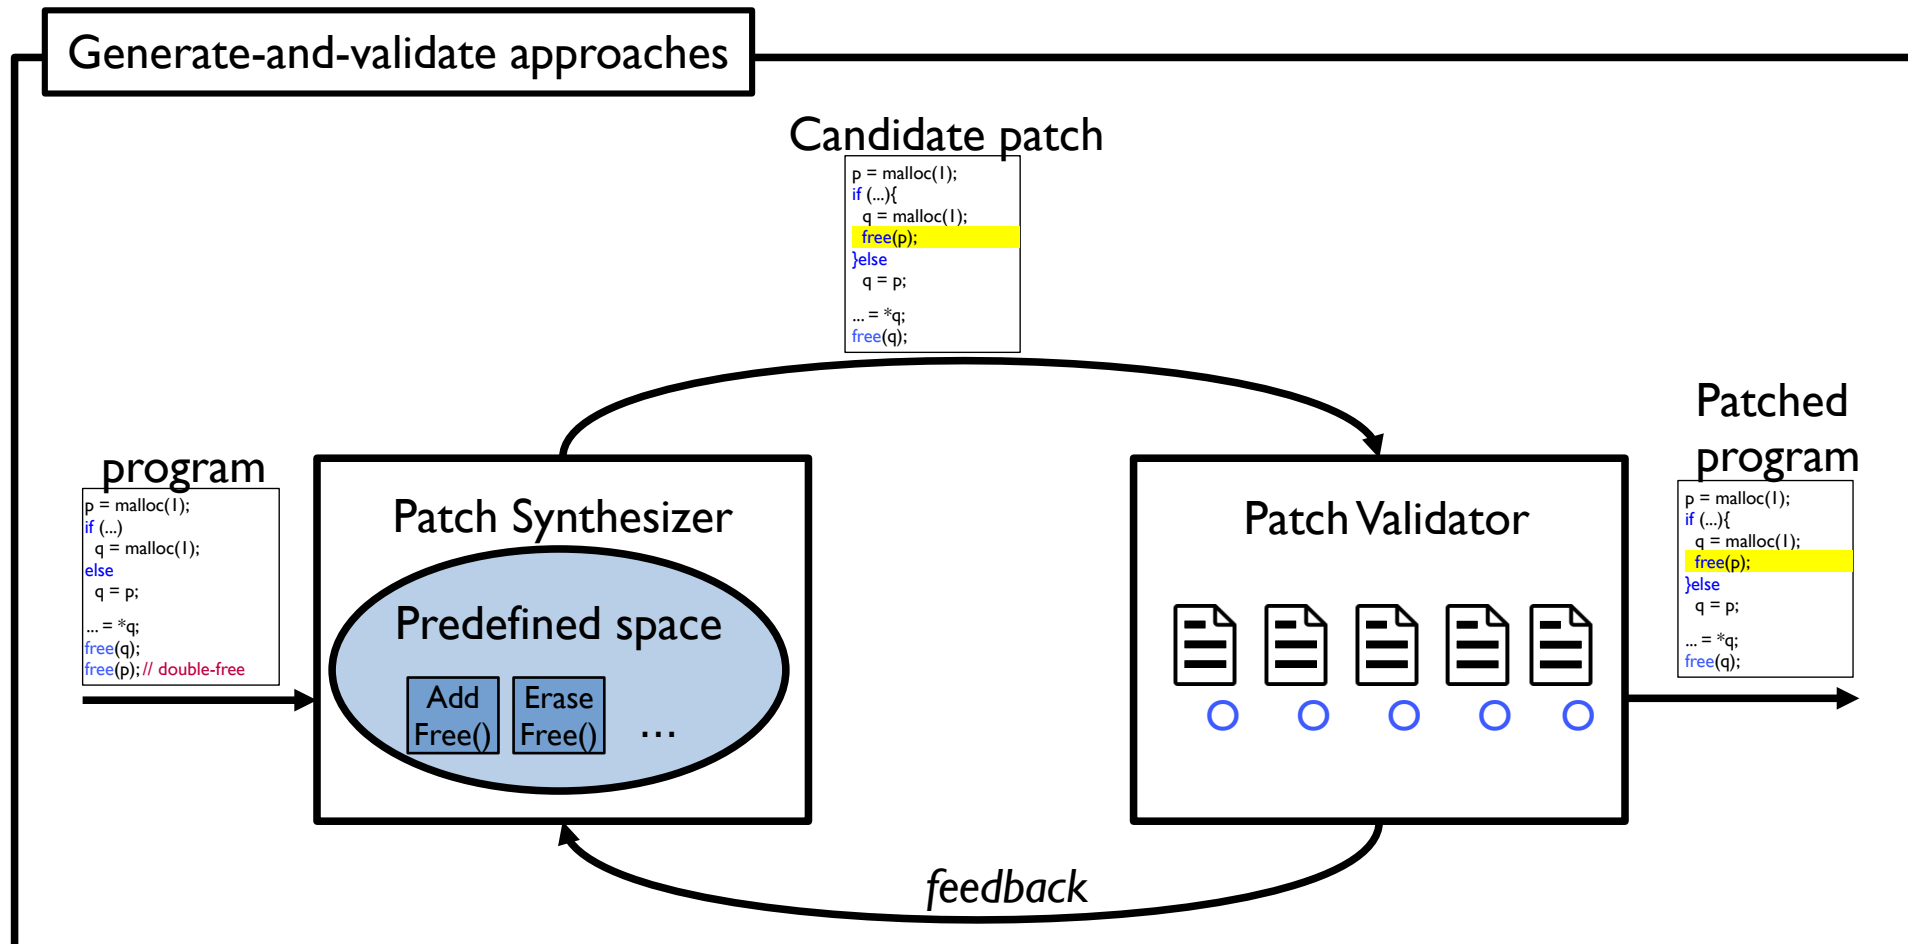 Generate-and-validate approaches
Candidate patch
p = malloc(1);
if (...){
q = malloc(1);
free(p);
}else
q = p;
... = *q;
free(q);
program
p = malloc(1);
if (...)
q = malloc(1);
else
q = p;
... = *q;
free(q);
free(p); // double-free
Patch Synthesizer
Predefined space
Add
Free()
Erase
Free()
...
Patch Validator
Patched
program
p = malloc(1);
if (...){
q = malloc(1);
free(p);
}else
q = p;
... = *q;
free(q);
feedback